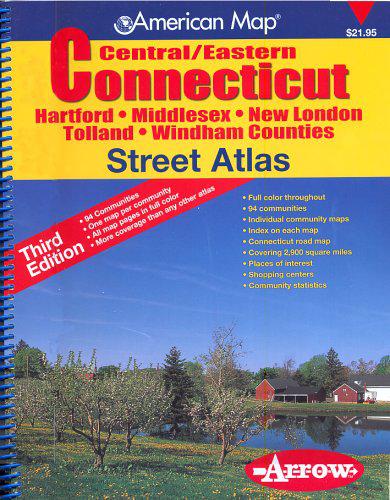 American Map®
$21.95
Central/Eastern
Connecticut
Hartford • Middlesex • New London
Tolland • Windham Counties
Street Atlas
Third
Edition
• 94 Communities
• One map per community
• All map pages in full color
• More coverage than any other atlas
• Full color throughout
• 94 communities
• Individual community maps
• Index on each map
• Connecticut road map
• Covering 2,900 square miles
• Places of interest
• Shopping centers
• Community statistics
Arrow